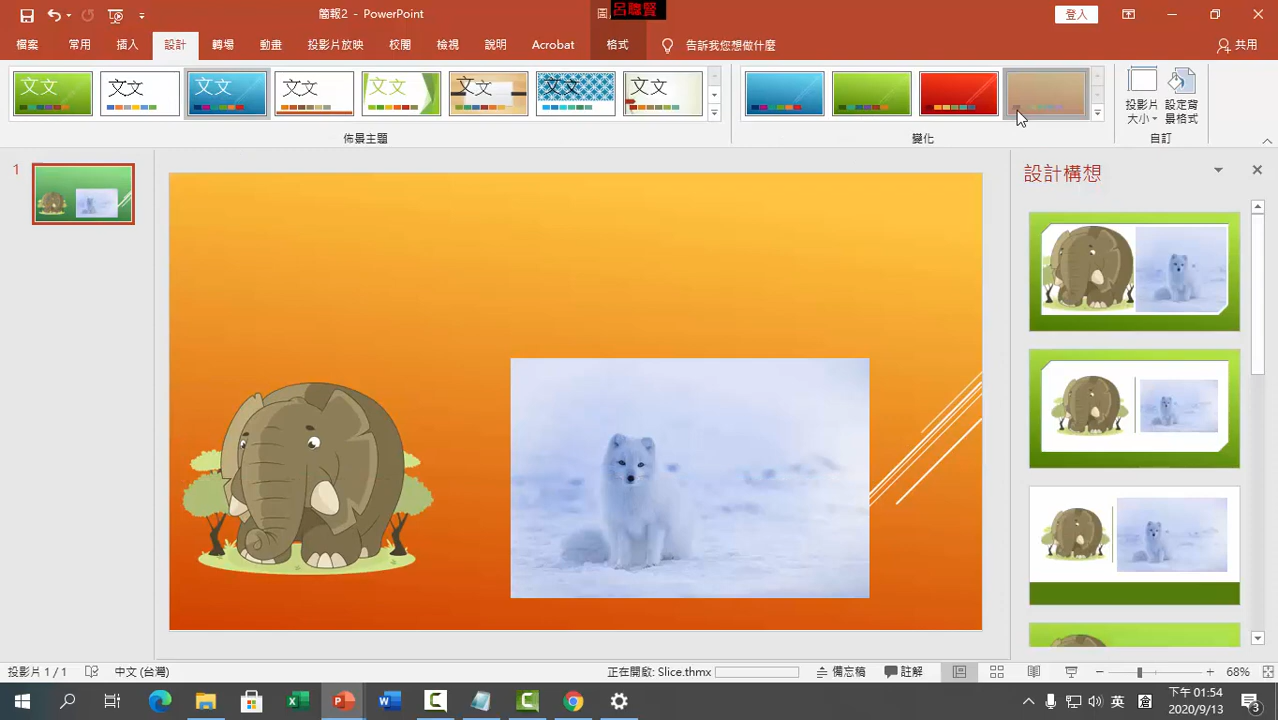 簡報2 - PowerPoint
圖
呂聰賢
登入
檔案 常用 插入 設計 轉場 動畫 投影片放映 校閱 檢視 說明 Acrobat 格式 告訴我您想做什麼 共用
文文 文文 文文 文文 文文 文文 文文 文文
投影片 設定背
大小 景格式
佈景主題 變化 自訂
1
設計構想
投影片 1 / 1 中文 (台灣) 正在開啟: Slice.thmx 備忘稿 註解 68%
英 倉 下午 01:54
2020/9/13
3